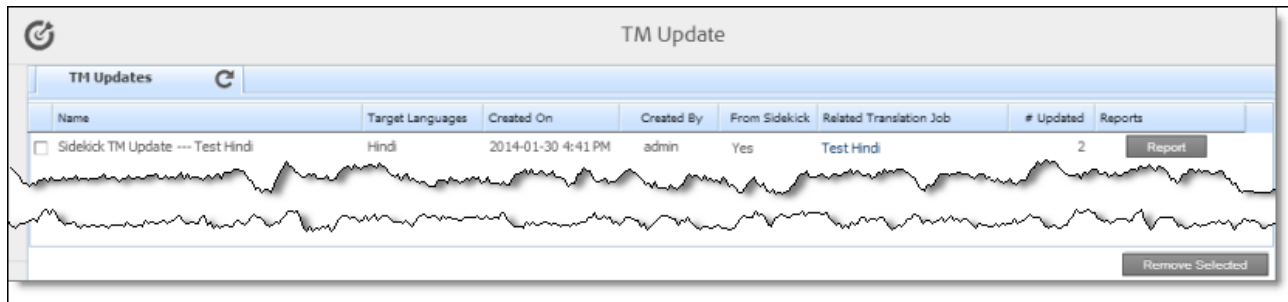 TM Update
TM Updates
Name Target Languages Created On Created By From Sidekick Related Translation Job # Updated Reports
Sidekick TM Update --- Test Hindi Hindi 2014-01-30 4:41 PM admin Yes Test Hindi 2 Report
Remove Selected